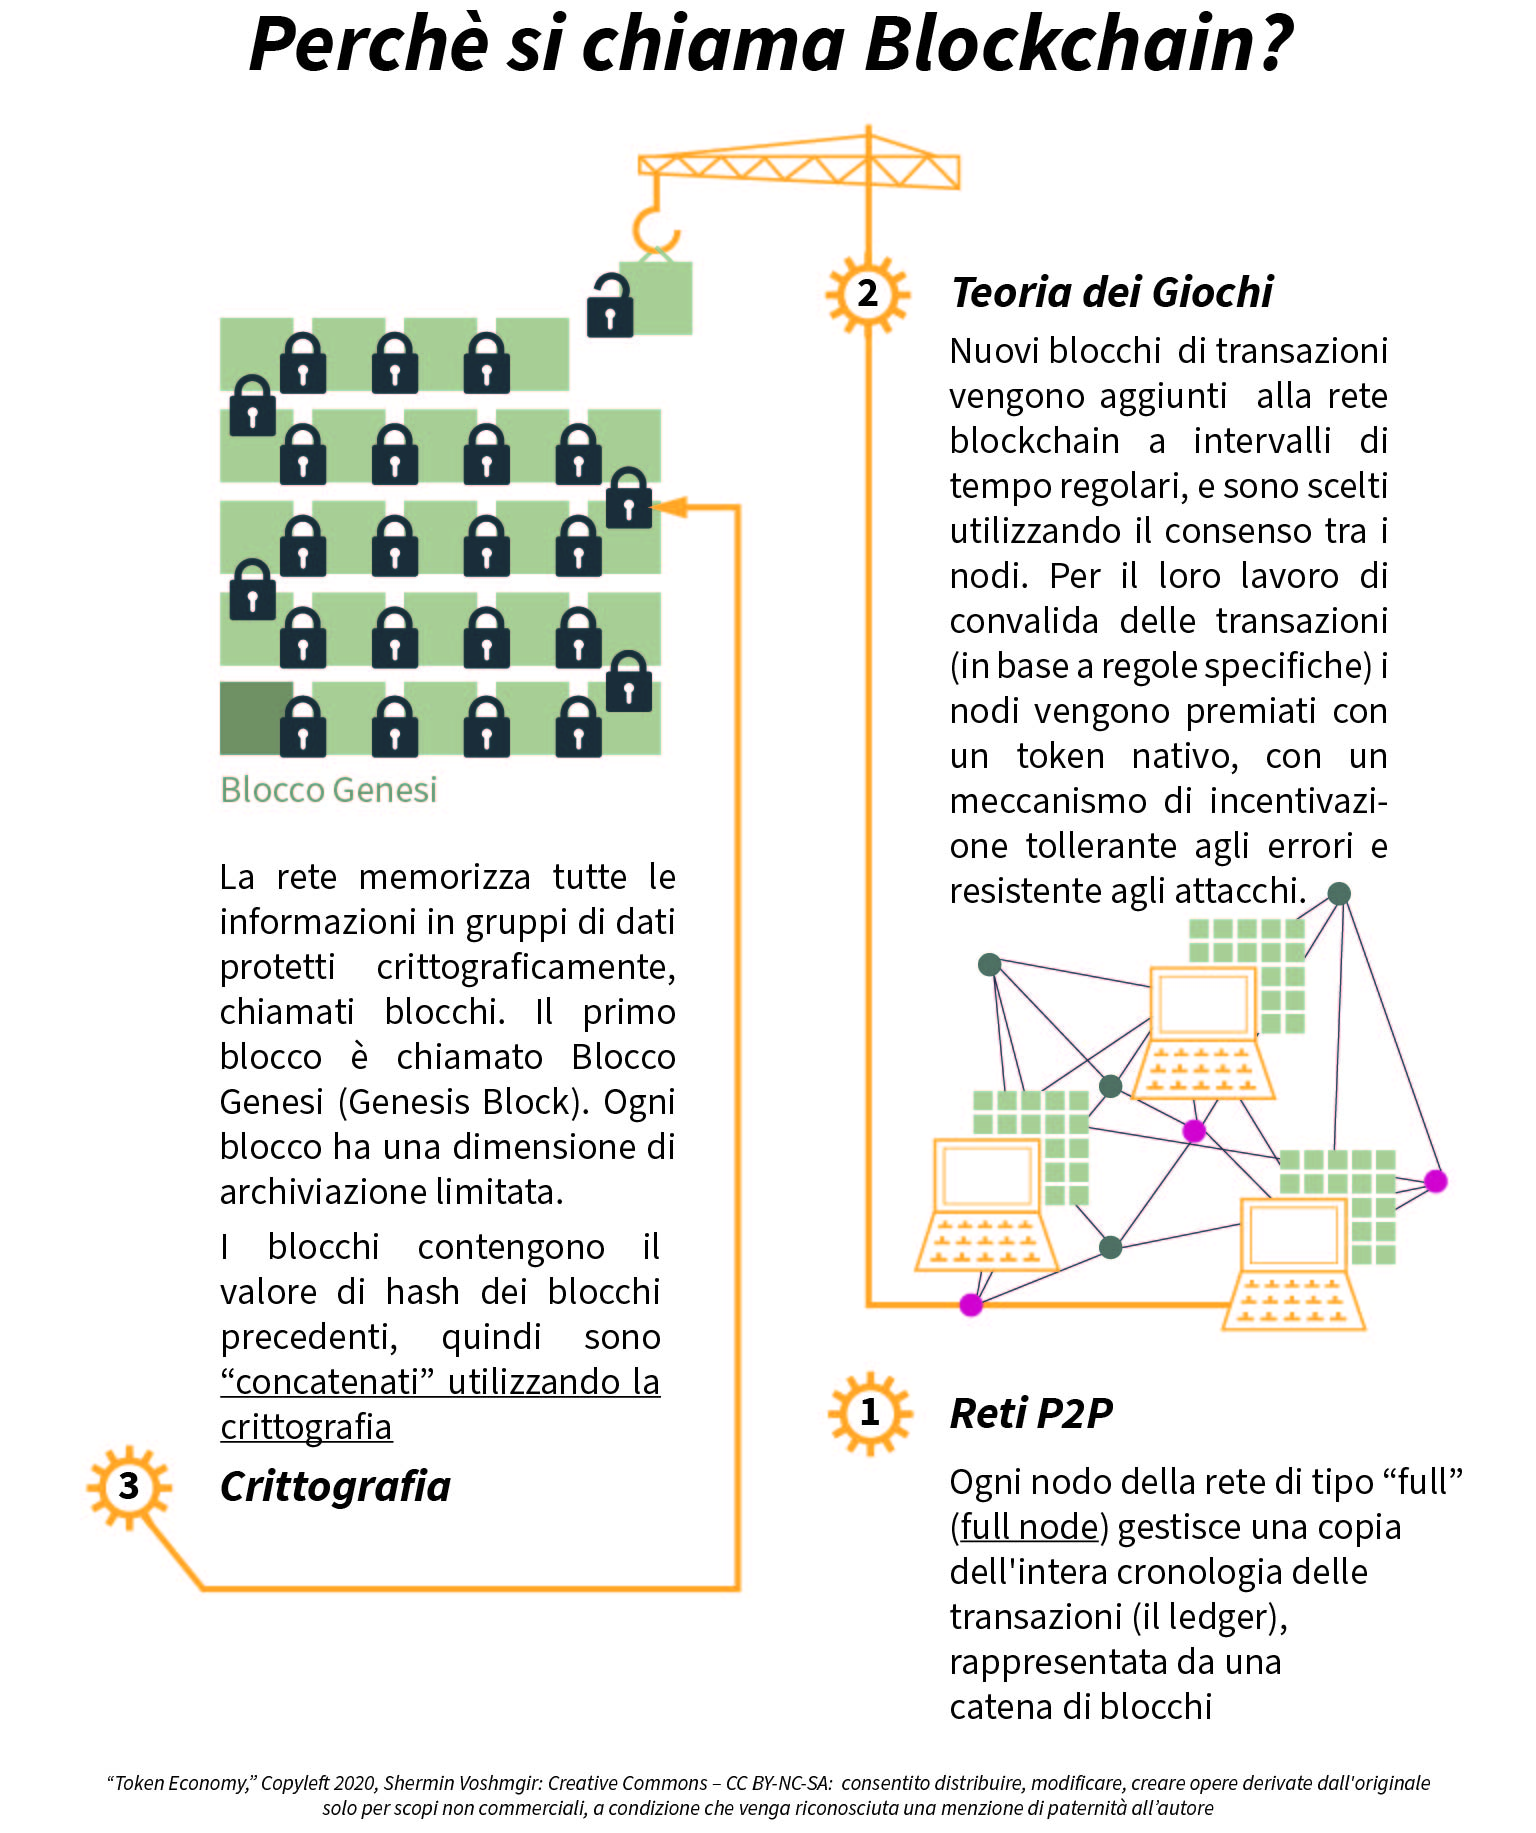 Perchè si chiama Blockchain?
Blocco Genesi
La rete memorizza tutte le
informazioni in gruppi di dati
protetti crittograficamente,
chiamati blocchi. Il primo
blocco è chiamato Blocco
Genesi (Genesis Block). Ogni
blocco ha una dimensione di
archiviazione limitata.
I blocchi contengono il
valore di hash dei blocchi
precedenti, quindi sono
“concatenati” utilizzando la
crittografia
3
Crittografia
2
Teoria dei Giochi
Nuovi blocchi di transazioni
vengono aggiunti alla rete
blockchain a intervalli di
tempo regolari, e sono scelti
utilizzando il consenso tra i
nodi. Per il loro lavoro di
convalida delle transazioni
(in base a regole specifiche) i
nodi vengono premiati con
un token nativo, con un
meccanismo di incentivazi-
one tollerante agli errori e
resistente agli attacchi.
1
Reti P2P
Ogni nodo della rete di tipo “full”
(full node) gestisce una copia
dell'intera cronologia delle
transazioni (il ledger),
rappresentata da una
catena di blocchi
“Token Economy,” Copyleft 2020, Shermin Voshmgir: Creative Commons – CC BY-NC-SA: consentito distribuire, modificare, creare opere derivate dall'originale
solo per scopi non commerciali, a condizione che venga riconosciuta una menzione di paternità all’autore